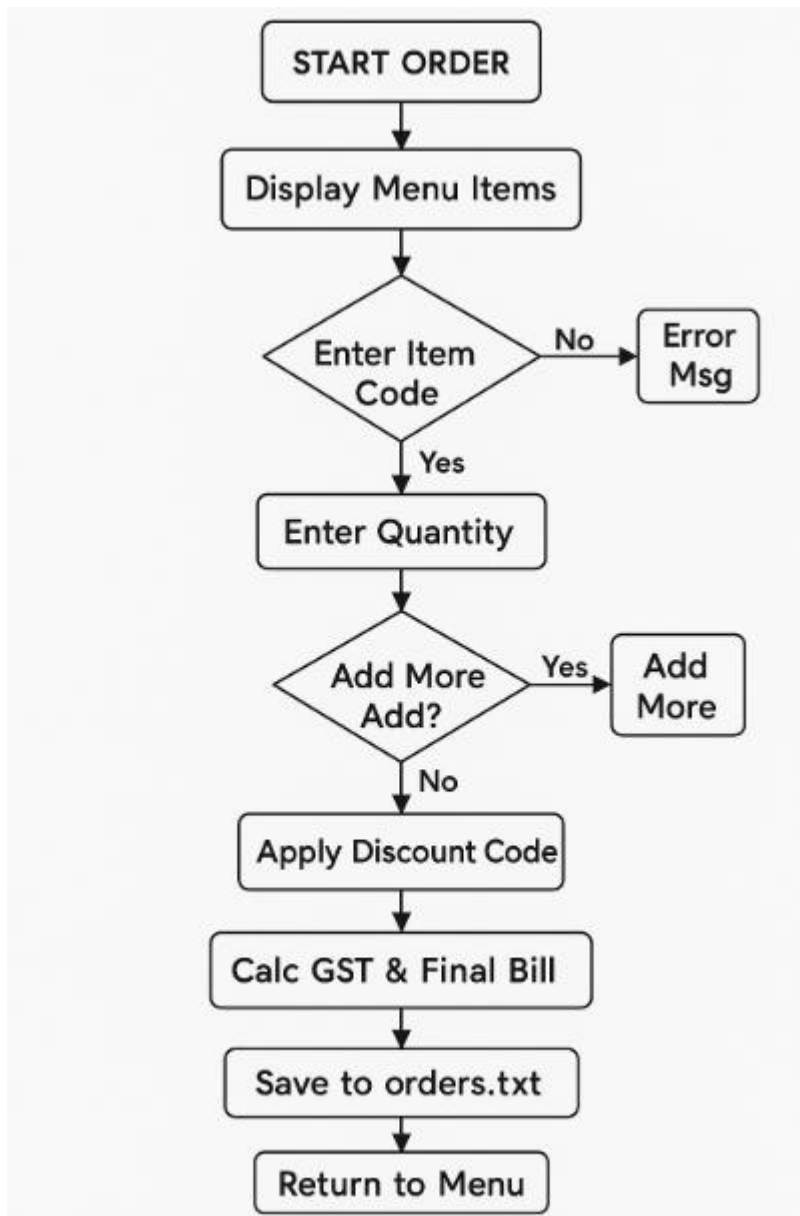 START ORDER
Display Menu Items
Enter Item
Code
No
Error
Msg
Yes
Enter Quantity
Add More
Add?
Yes
Add
More
No
Apply Discount Code
Calc GST & Final Bill
Save to orders.txt
Return to Menu